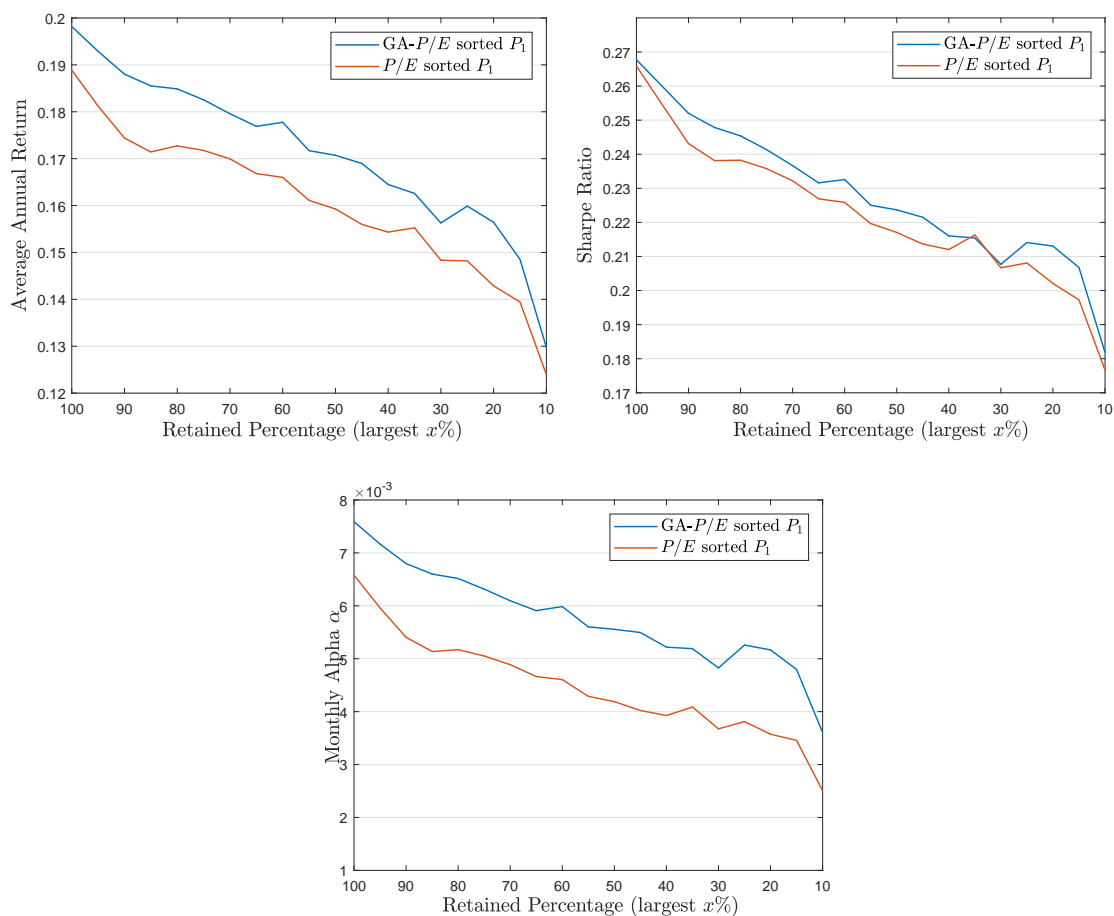 0.2
0.19
0.18
0.17
0.16
0.15
0.14
0.13
0.12
Average Annual Return
GA-P/E sorted P₁
P/E sorted P₁
100 90 80 70 60 50 40 30 20 10
Retained Percentage (largest x%)
0.27
0.26
0.25
0.24
0.23
0.22
0.21
0.2
0.19
0.18
0.17
Sharpe Ratio
GA-P/E sorted P₁
P/E sorted P₁
100 90 80 70 60 50 40 30 20 10
Retained Percentage (largest x%)
×10⁻³
8
7
6
5
4
3
2
1
Monthly Alpha α
GA-P/E sorted P₁
P/E sorted P₁
100 90 80 70 60 50 40 30 20 10
Retained Percentage (largest x%)